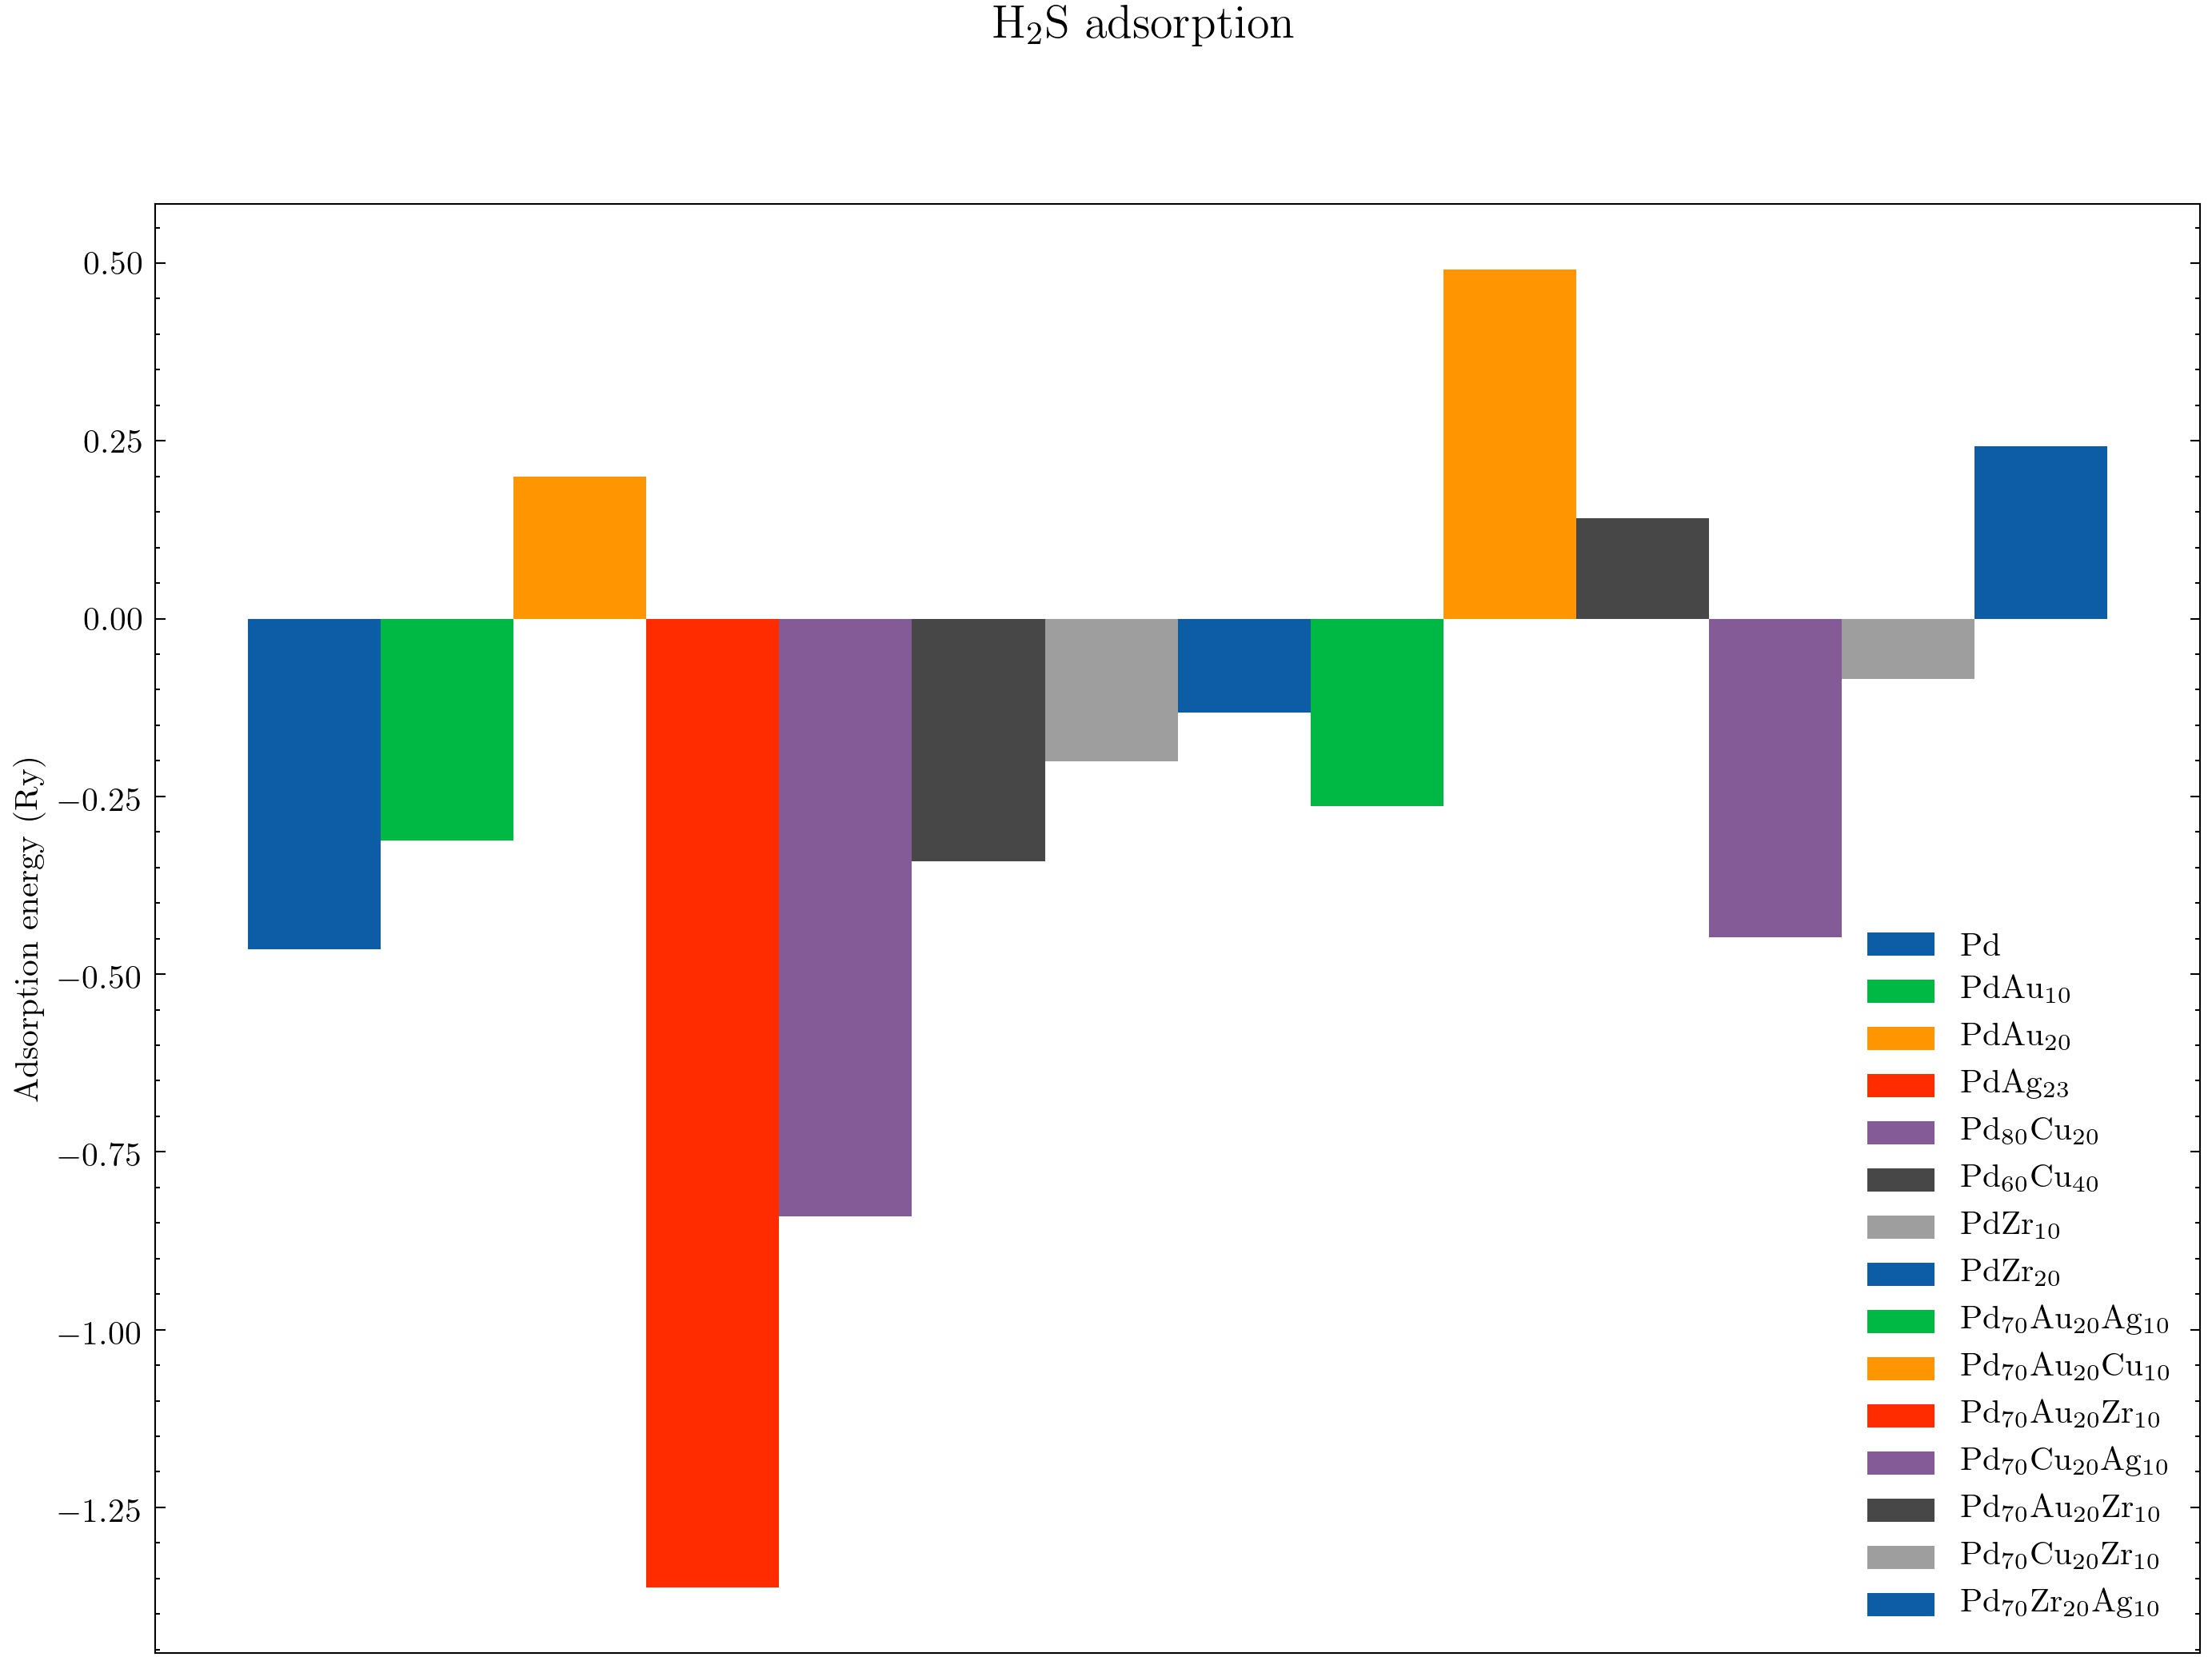 H₂S adsorption
0.50
0.25
0.00
−0.25
−0.50
−0.75
−1.00
−1.25
Adsorption energy (Ry)
Pd
PdAu₁₀
PdAu₂₀
PdAg₂₃
Pd₈₀Cu₂₀
Pd₆₀Cu₄₀
PdZr₁₀
PdZr₂₀
Pd₇₀Au₂₀Ag₁₀
Pd₇₀Au₂₀Cu₁₀
Pd₇₀Au₂₀Zr₁₀
Pd₇₀Cu₂₀Ag₁₀
Pd₇₀Au₂₀Zr₁₀
Pd₇₀Cu₂₀Zr₁₀
Pd₇₀Zr₂₀Ag₁₀